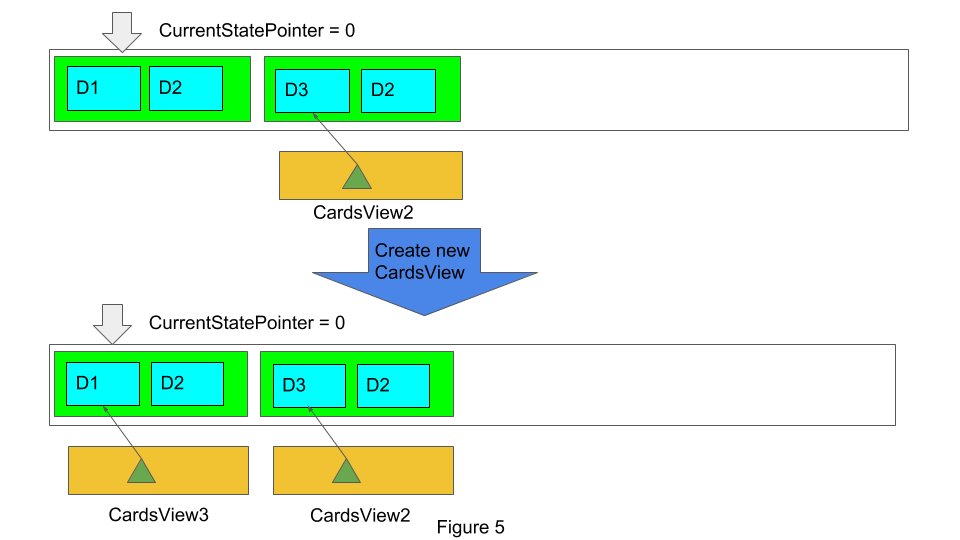 CurrentStatePointer = 0
D1 D2 D3 D2
CardsView2
Create new
CardsView
CurrentStatePointer = 0
D1 D2 D3 D2
CardsView3 CardsView2
Figure 5